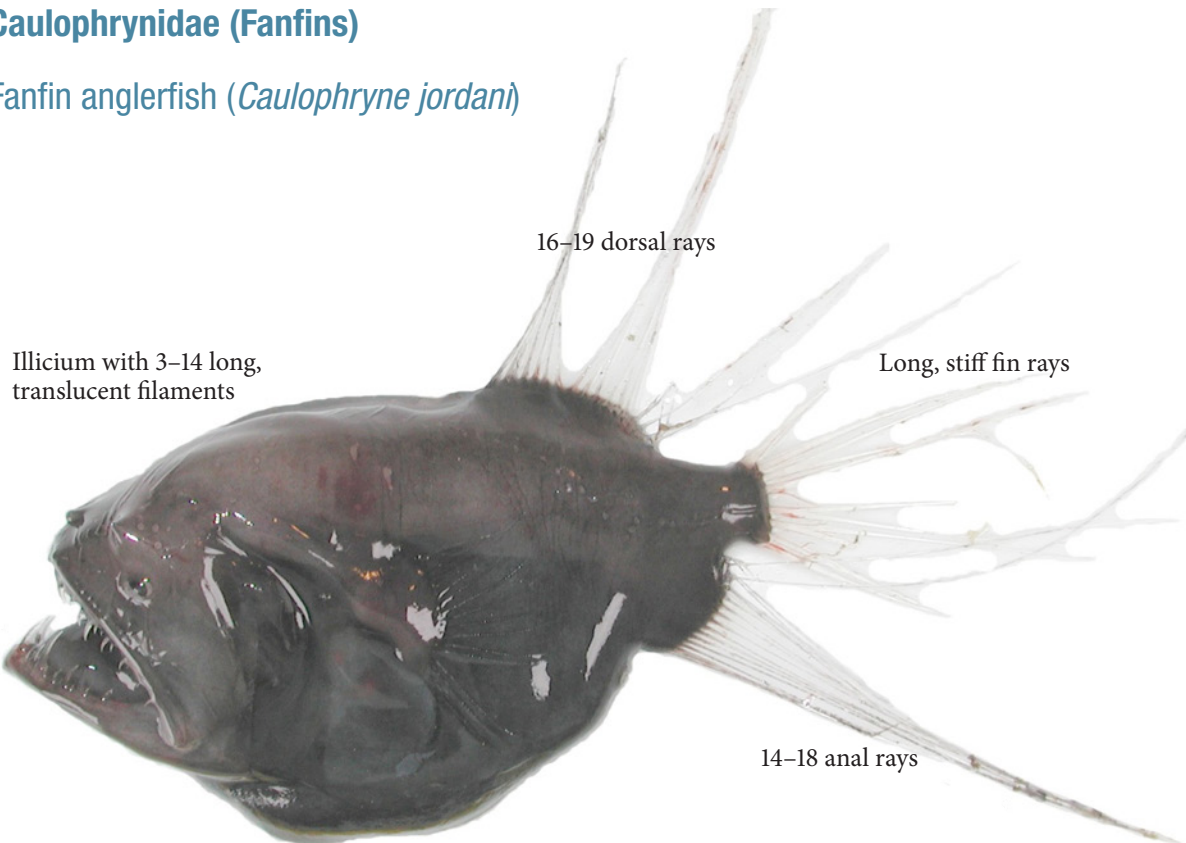 Caulophrynidae (Fanfins)
Fanfin anglerfish (Caulophryne jordani)
16–19 dorsal rays
Illicium with 3–14 long,
translucent filaments
Long, stiff fin rays
14–18 anal rays